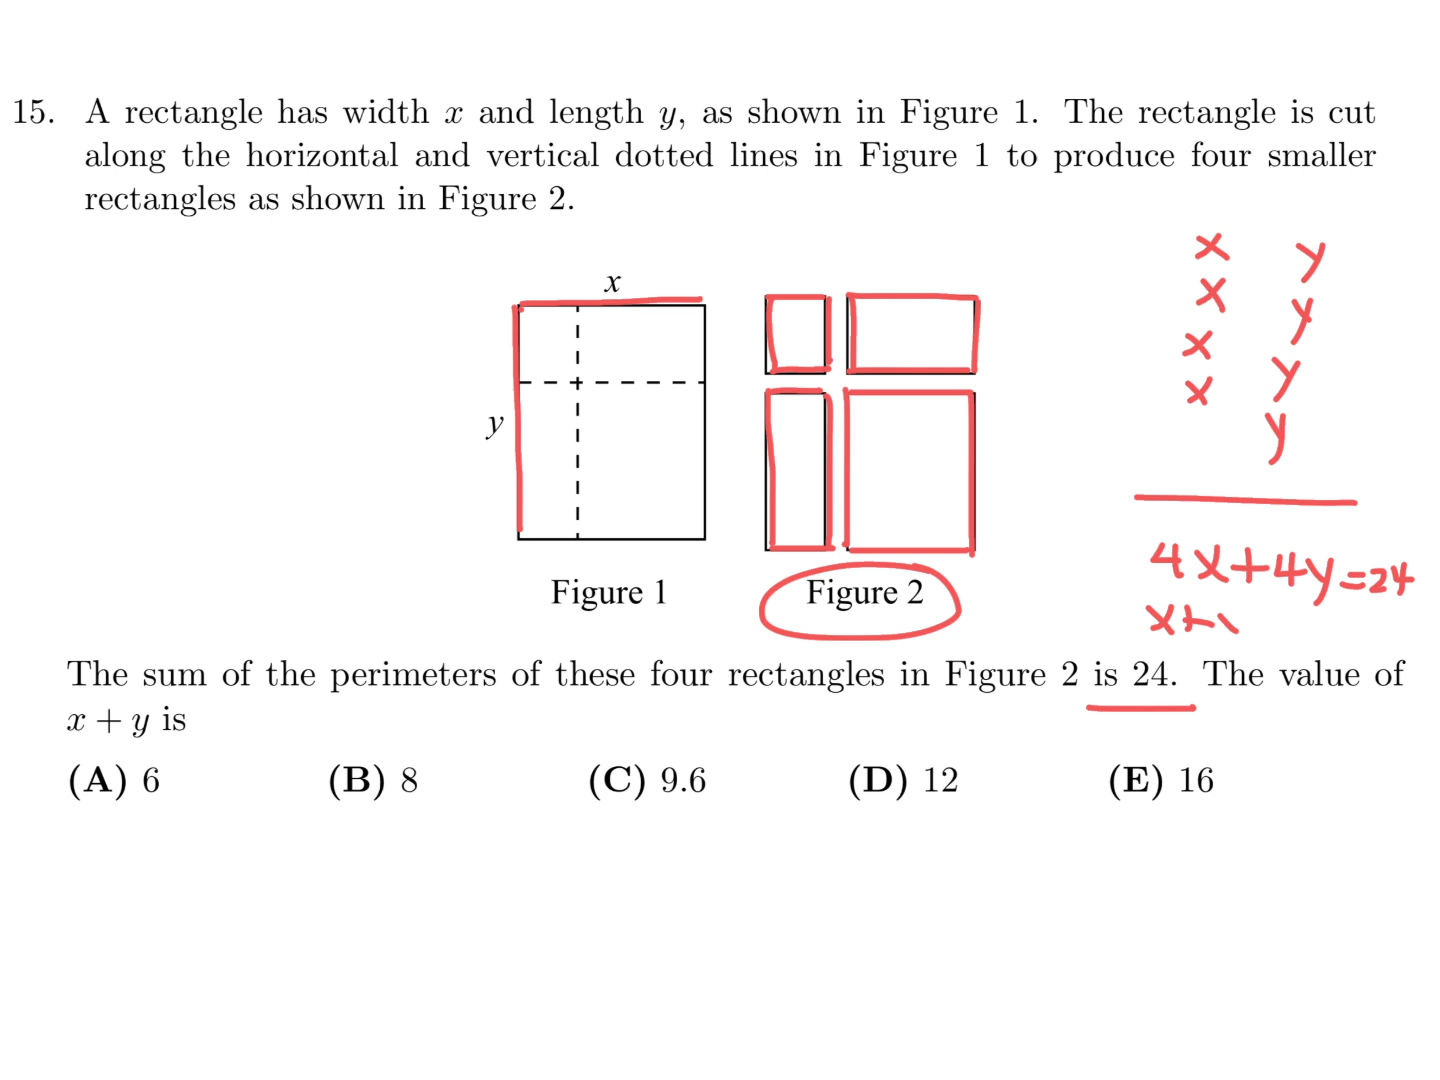 15. A rectangle has width x and length y, as shown in Figure 1. The rectangle is cut
along the horizontal and vertical dotted lines in Figure 1 to produce four smaller
rectangles as shown in Figure 2.
x
y
Figure 1
Figure 2
x y
x y
x y
x y
4x+4y=24
x+
The sum of the perimeters of these four rectangles in Figure 2 is 24. The value of
x + y is
(A) 6 (B) 8 (C) 9.6 (D) 12 (E) 16